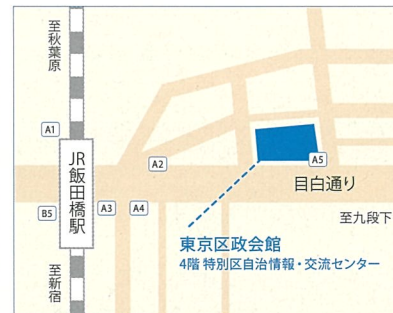 至秋葉原
A1
JR飯田橋駅
A2
A5
目白通り
B5
A3
A4
至九段下
至新宿
東京区政会館
4階 特別区自治情報・交流センター